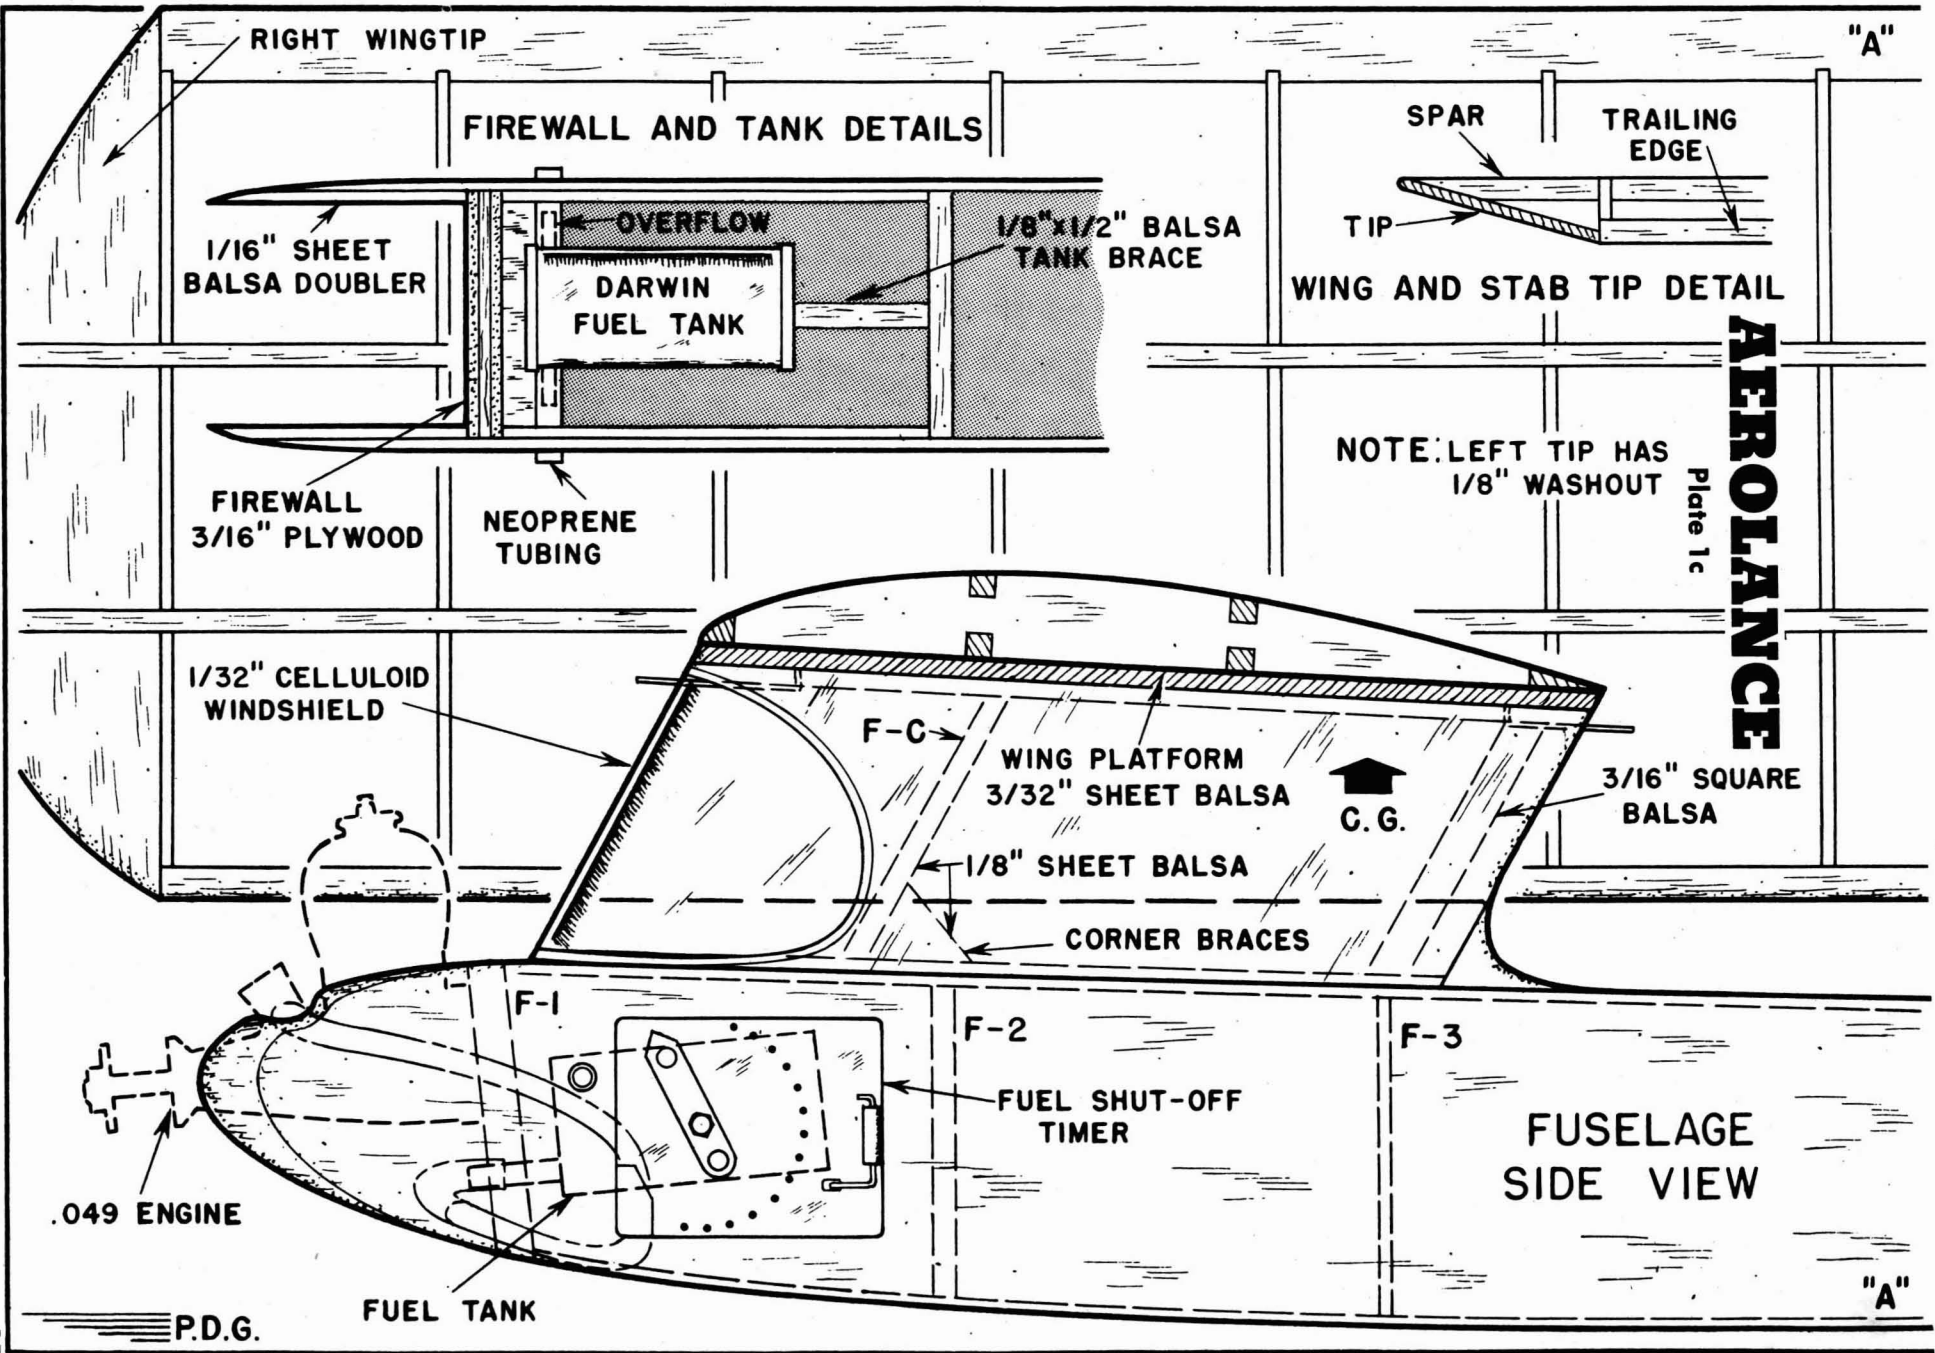 RIGHT WINGTIP
"A"
FIREWALL AND TANK DETAILS
SPAR
TRAILING
EDGE
TIP
WING AND STAB TIP DETAIL
1/16" SHEET
BALSA DOUBLER
OVERFLOW
1/8"x1/2" BALSA
TANK BRACE
DARWIN
FUEL TANK
AEROLANCE
Plate 1c
NOTE: LEFT TIP HAS
1/8" WASHOUT
FIREWALL
3/16" PLYWOOD
NEOPRENE
TUBING
1/32" CELLULOID
WINDSHIELD
F-C
WING PLATFORM
3/32" SHEET BALSA
C.G.
3/16" SQUARE
BALSA
1/8" SHEET BALSA
CORNER BRACES
F-1
F-2
F-3
FUEL SHUT-OFF
TIMER
FUSELAGE
SIDE VIEW
.049 ENGINE
FUEL TANK
"A"
P.D.G.